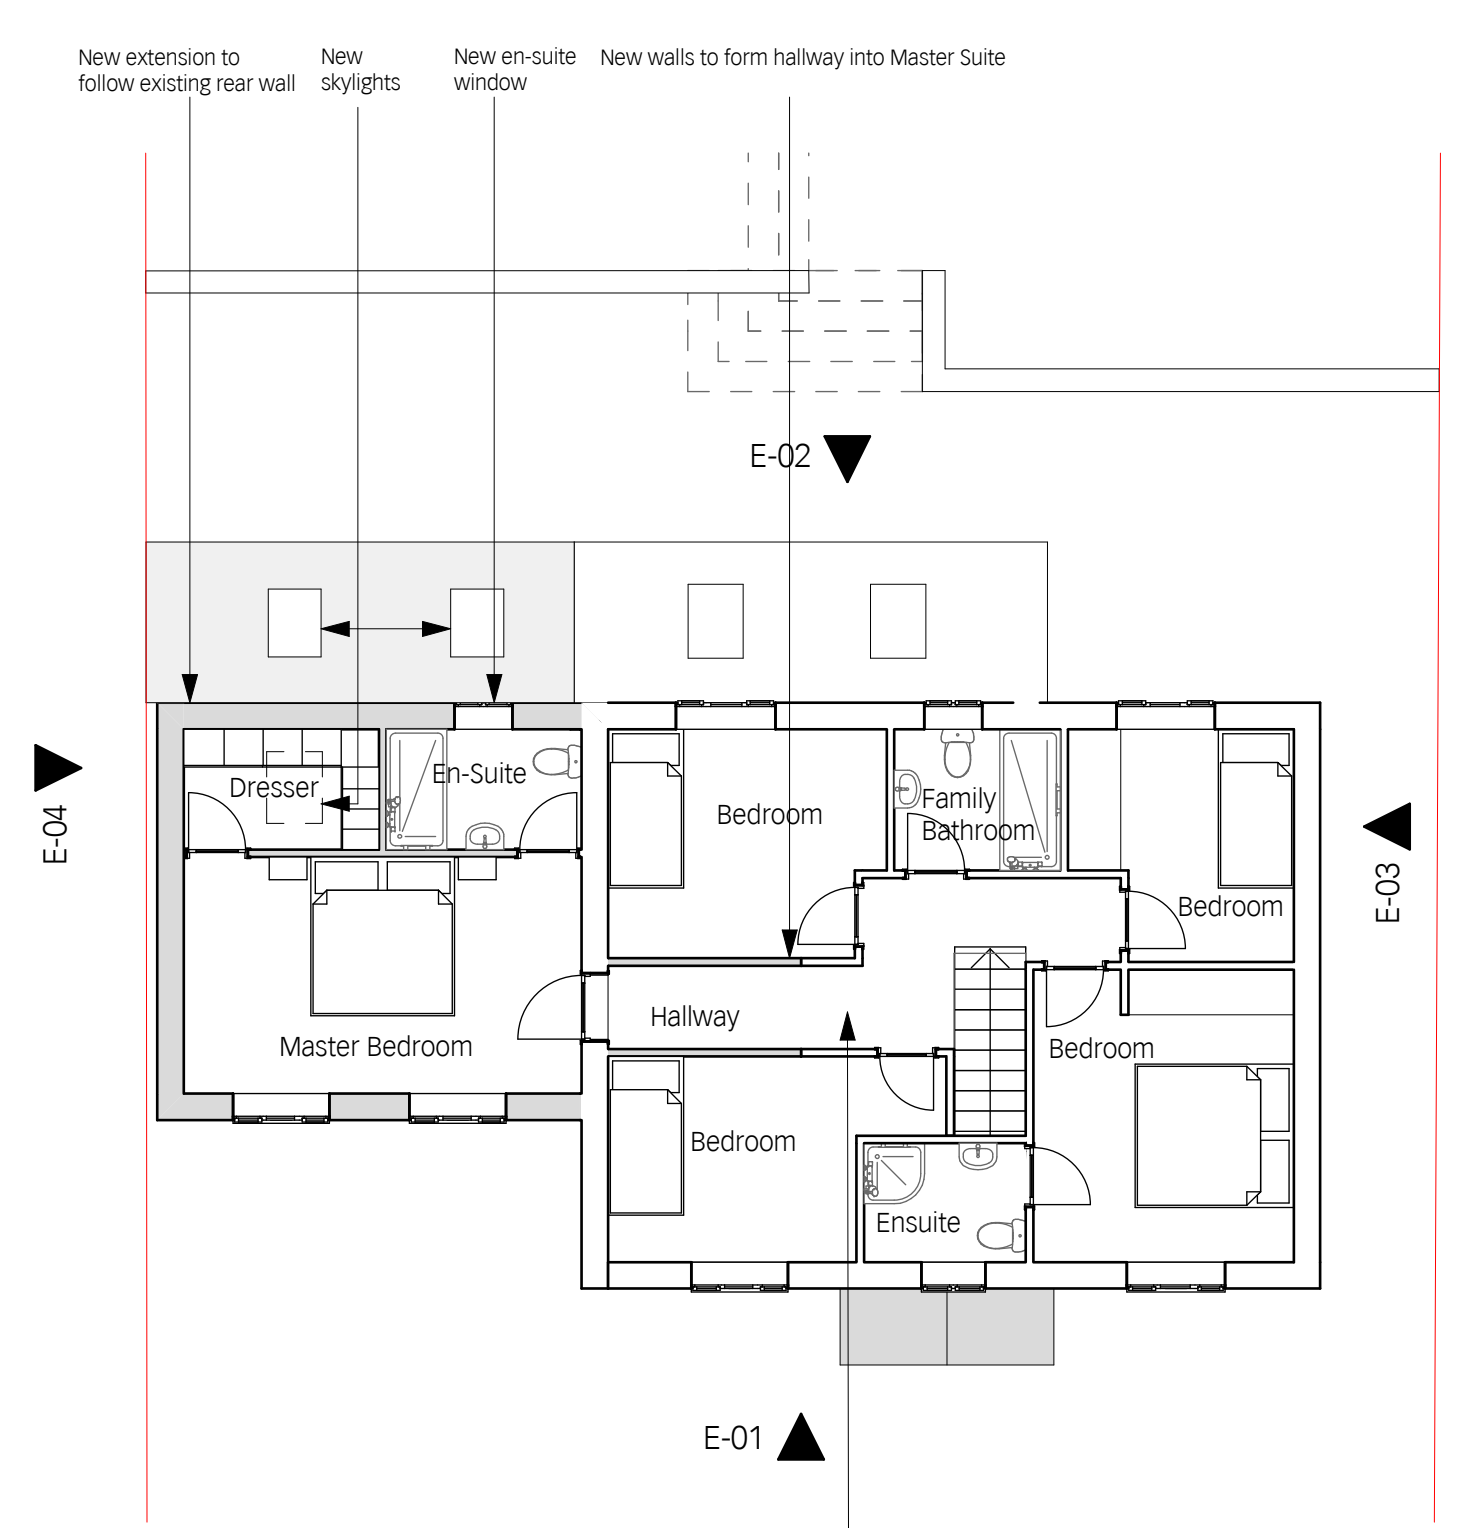 New extension to
follow existing rear wall
New
skylights
New en-suite
window
New walls to form hallway into Master Suite
E-02
E-04
Dresser
En-Suite
Bedroom
Family
Bathroom
Bedroom
E-03
Master Bedroom
Hallway
Bedroom
Bedroom
Ensuite
E-01